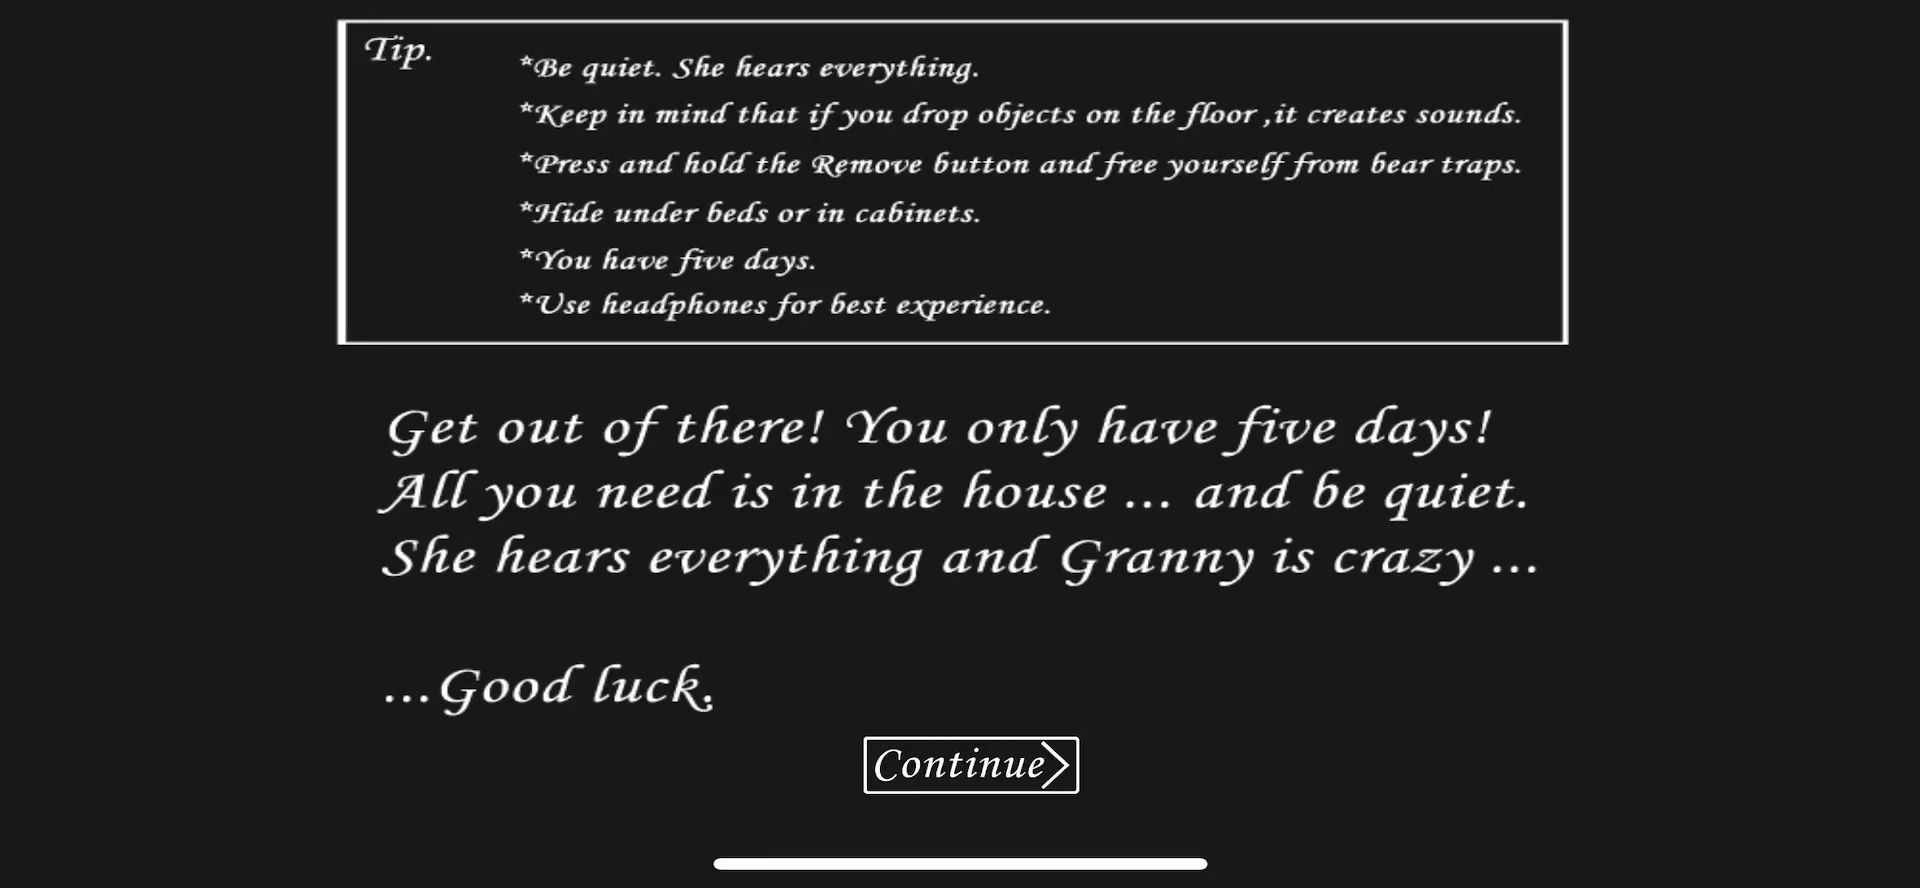 Tip.
*Be quiet. She hears everything.
*Keep in mind that if you drop objects on the floor ,it creates sounds.
*Press and hold the Remove button and free yourself from bear traps.
*Hide under beds or in cabinets.
*You have five days.
*Use headphones for best experience.
Get out of there! You only have five days!
All you need is in the house ... and be quiet.
She hears everything and Granny is crazy ...
...Good luck.
Continue>